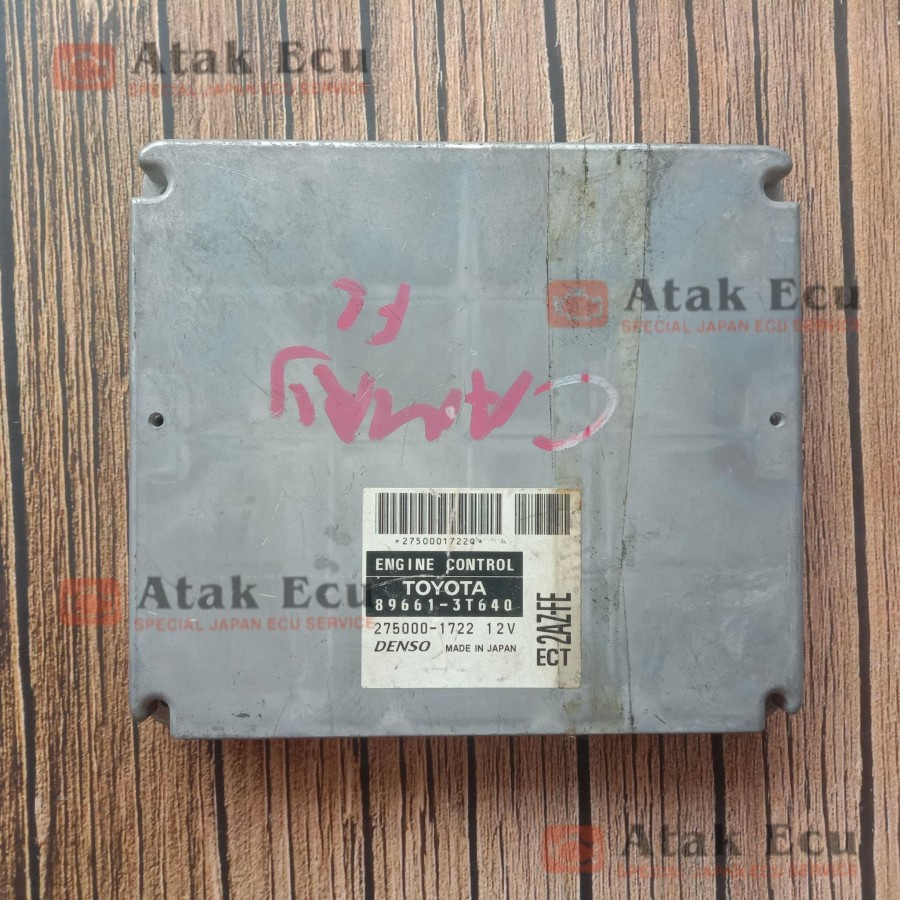 Atak Ecu
SPECIAL JAPAN ECU SERVICE
Atak Ecu
SPECIAL JAPAN ECU SERVICE
FL
CAMRY
*2750001722Q*
ENGINE CONTROL
TOYOTA
89661-3T640
275000-1722 12V
DENSO MADE IN JAPAN
2AZ-FE
ECT
Atak Ecu
SPECIAL JAPAN ECU SERVICE
Atak Ecu
SPECIAL JAPAN ECU SERVICE